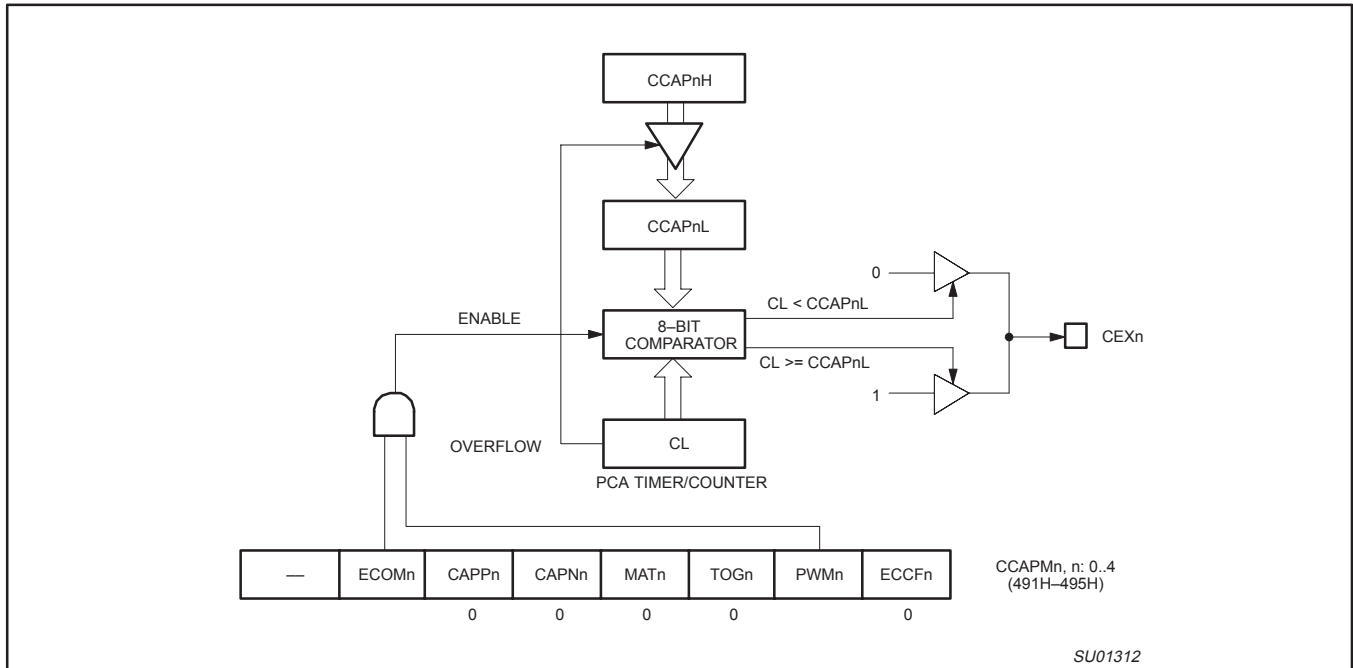 CCAPnH
CCAPnL
0
CL < CCAPnL
ENABLE
8–BIT
COMPARATOR
CEXn
CL >= CCAPnL
1
OVERFLOW
CL
PCA TIMER/COUNTER
— ECOMn CAPPn CAPNn MATn TOGn PWMn ECCFn
CCAPMn, n: 0..4
(491H–495H)
0 0 0 0 0
SU01312